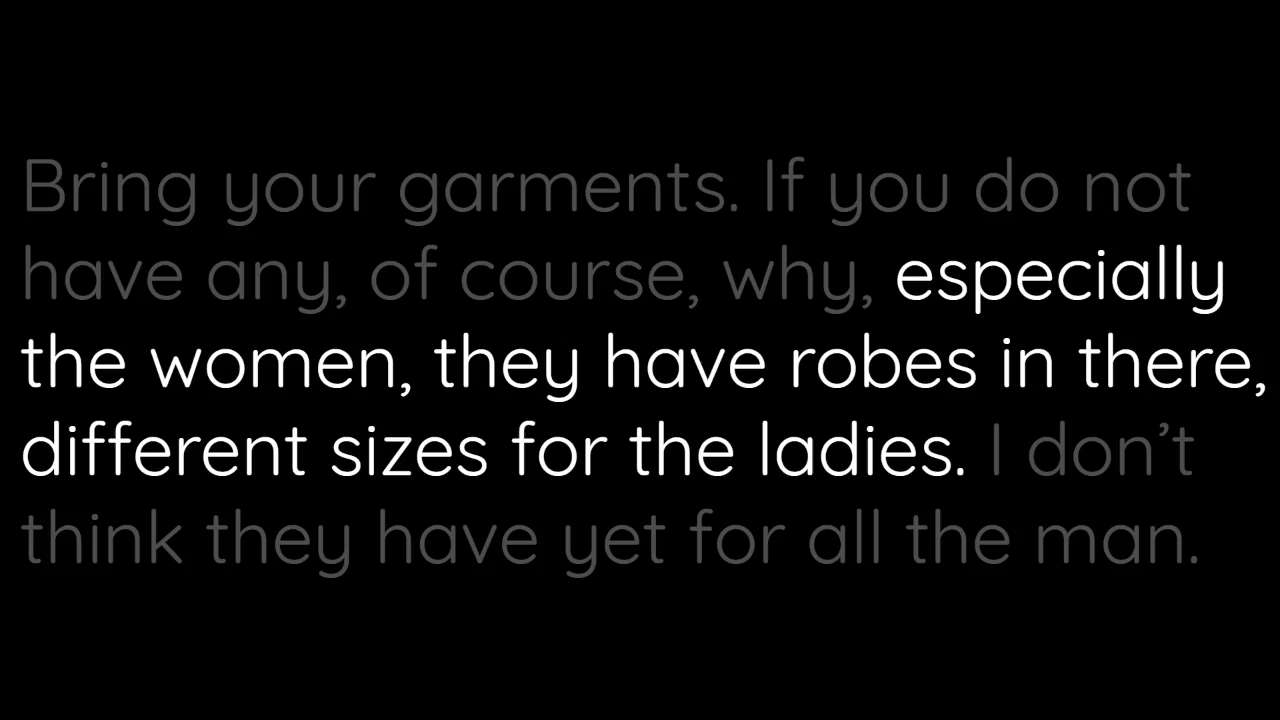 Bring your garments. If you do not
have any, of course, why, especially
the women, they have robes in there,
different sizes for the ladies. I don’t
think they have yet for all the man.